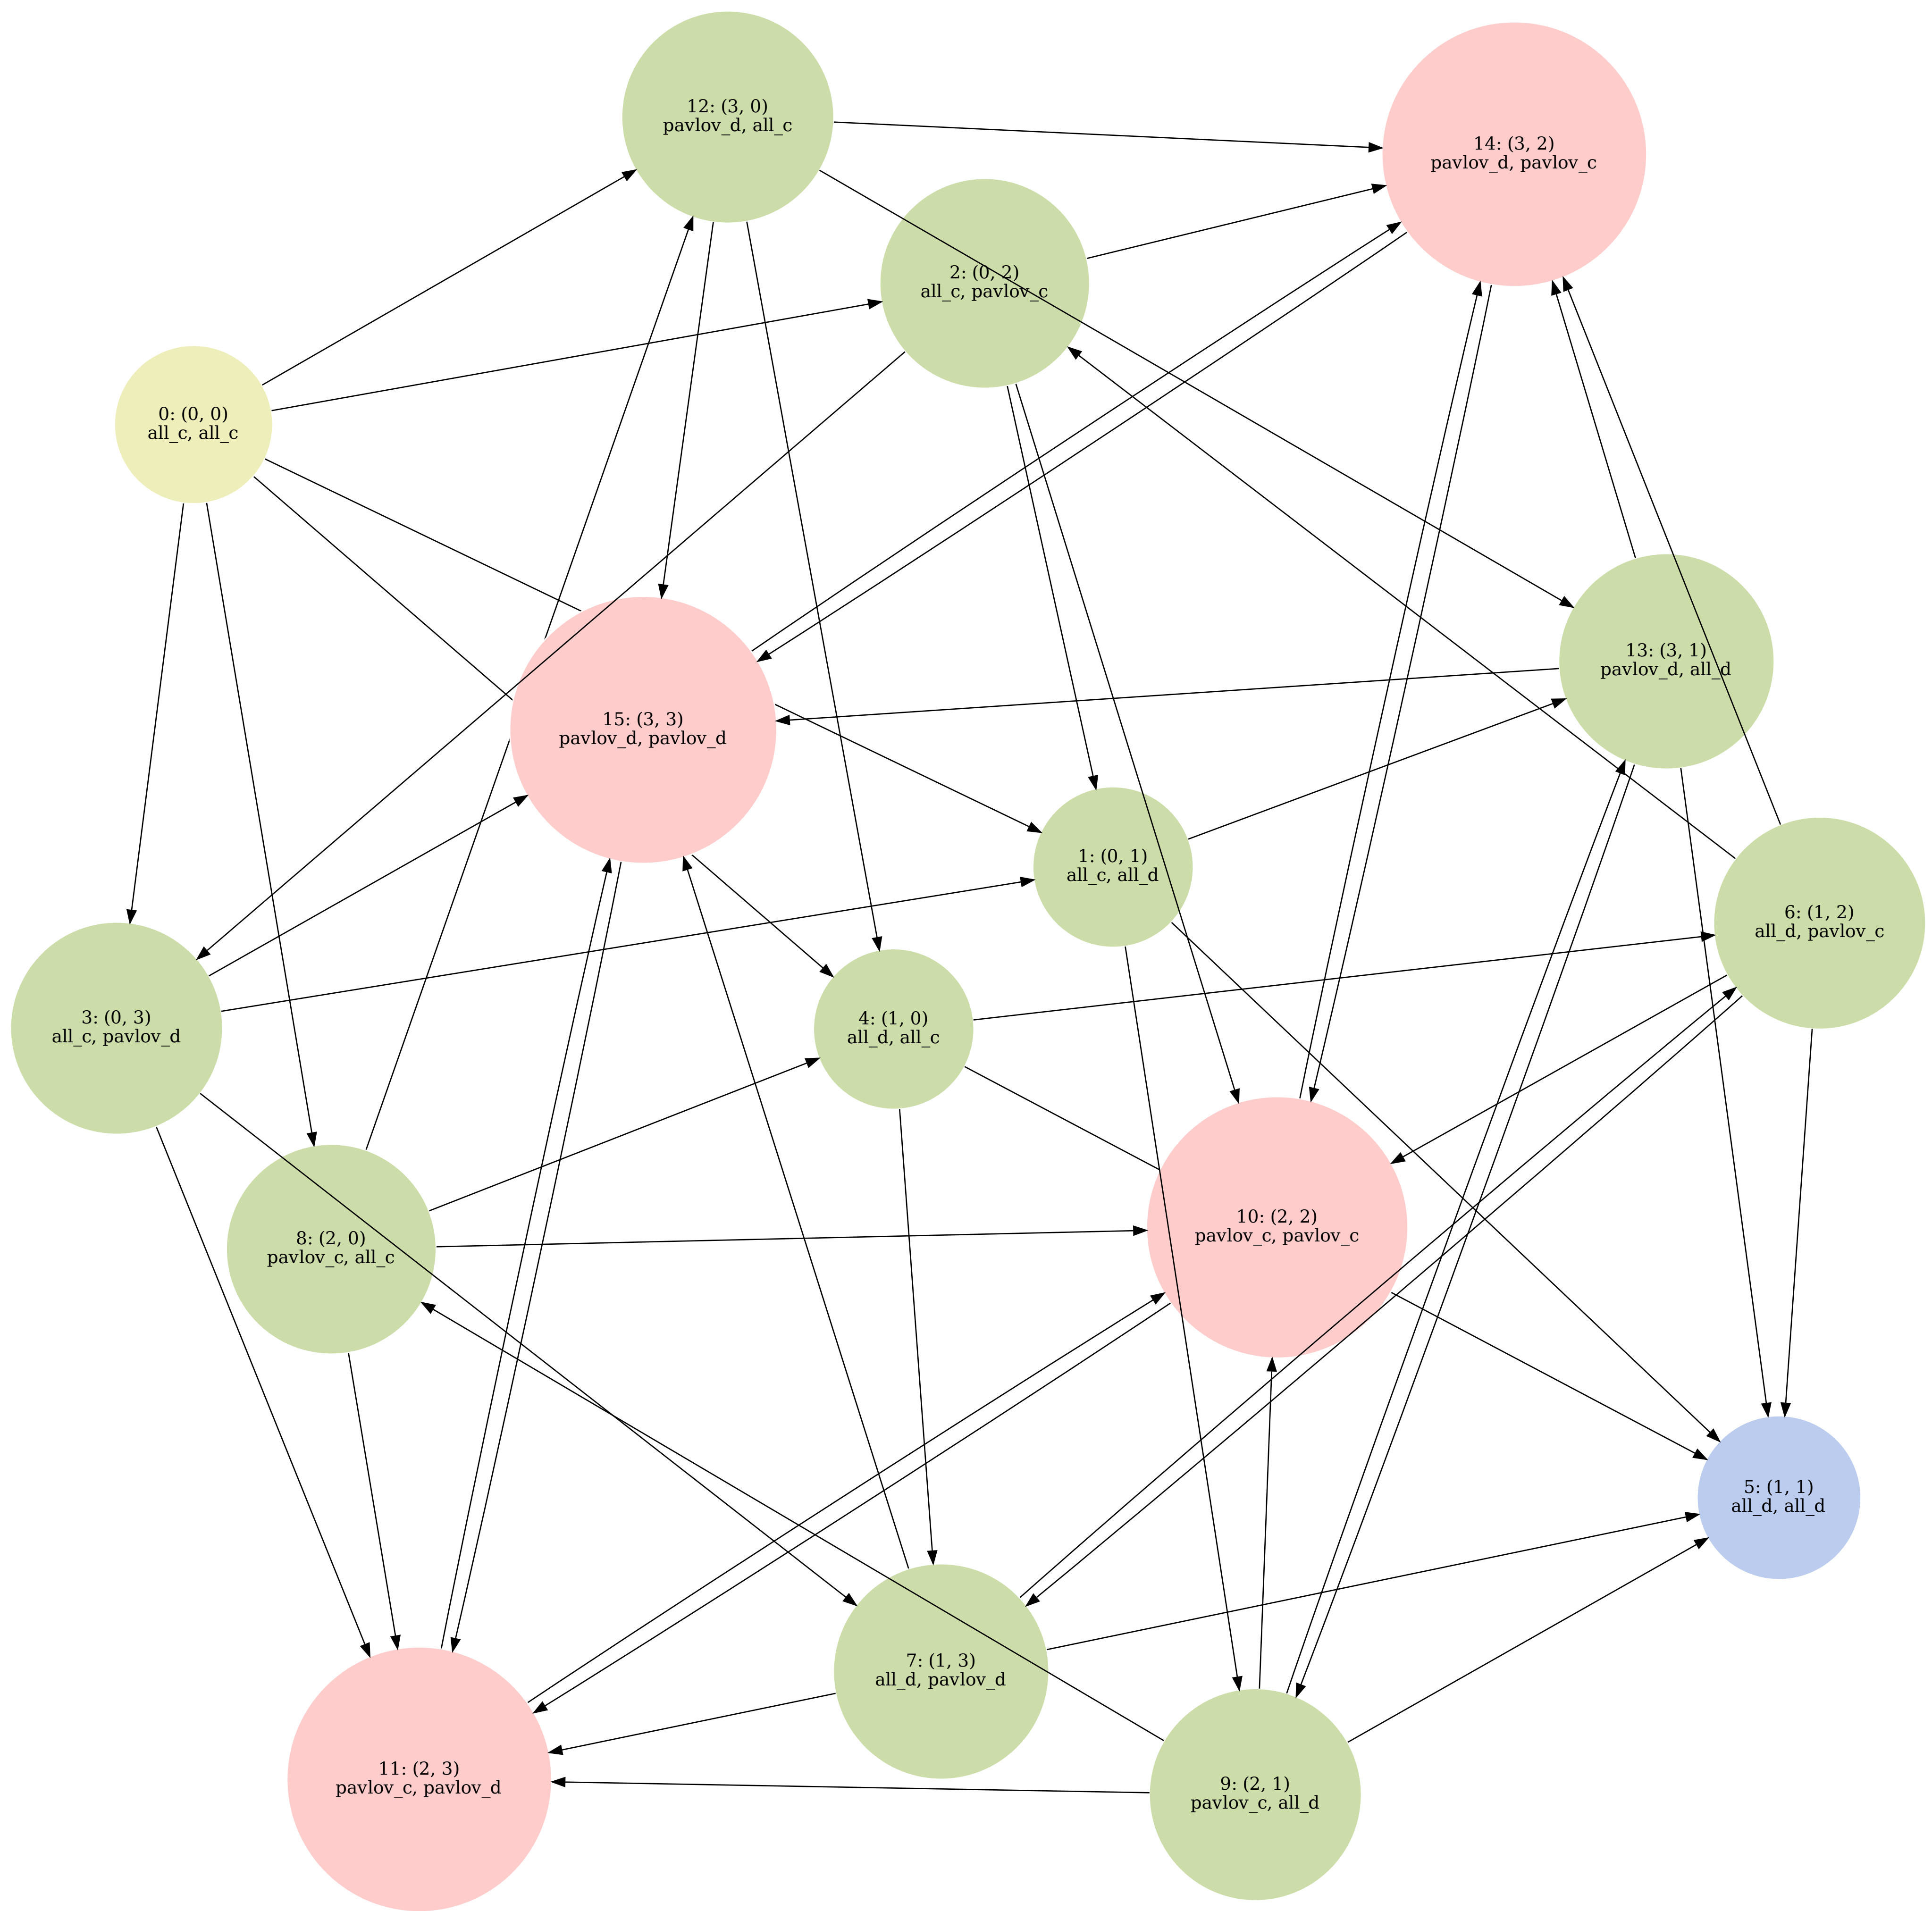 12: (3, 0)
pavlov_d, all_c
14: (3, 2)
pavlov_d, pavlov_c
2: (0, 2)
all_c, pavlov_c
0: (0, 0)
all_c, all_c
13: (3, 1)
pavlov_d, all_d
15: (3, 3)
pavlov_d, pavlov_d
1: (0, 1)
all_c, all_d
6: (1, 2)
all_d, pavlov_c
3: (0, 3)
all_c, pavlov_d
4: (1, 0)
all_d, all_c
10: (2, 2)
pavlov_c, pavlov_c
8: (2, 0)
pavlov_c, all_c
5: (1, 1)
all_d, all_d
7: (1, 3)
all_d, pavlov_d
11: (2, 3)
pavlov_c, pavlov_d
9: (2, 1)
pavlov_c, all_d